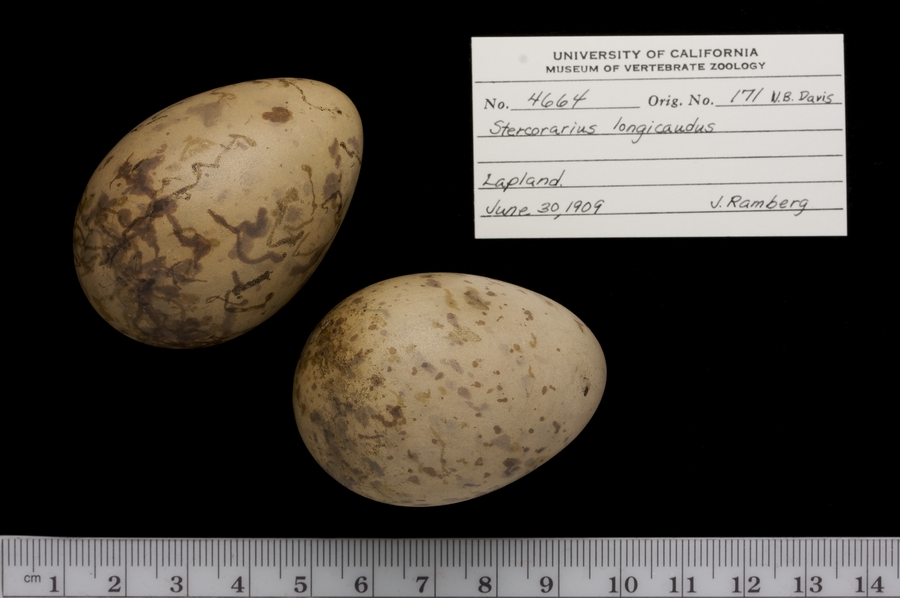 UNIVERSITY OF CALIFORNIA
MUSEUM OF VERTEBRATE ZOOLOGY
No. 4664 Orig. No. 171 N.B. Davis
Stercorarius longicaudus
Lapland.
June 30, 1909 J. Ramberg
cm 1 2 3 4 5 6 7 8 9 10 11 12 13 14